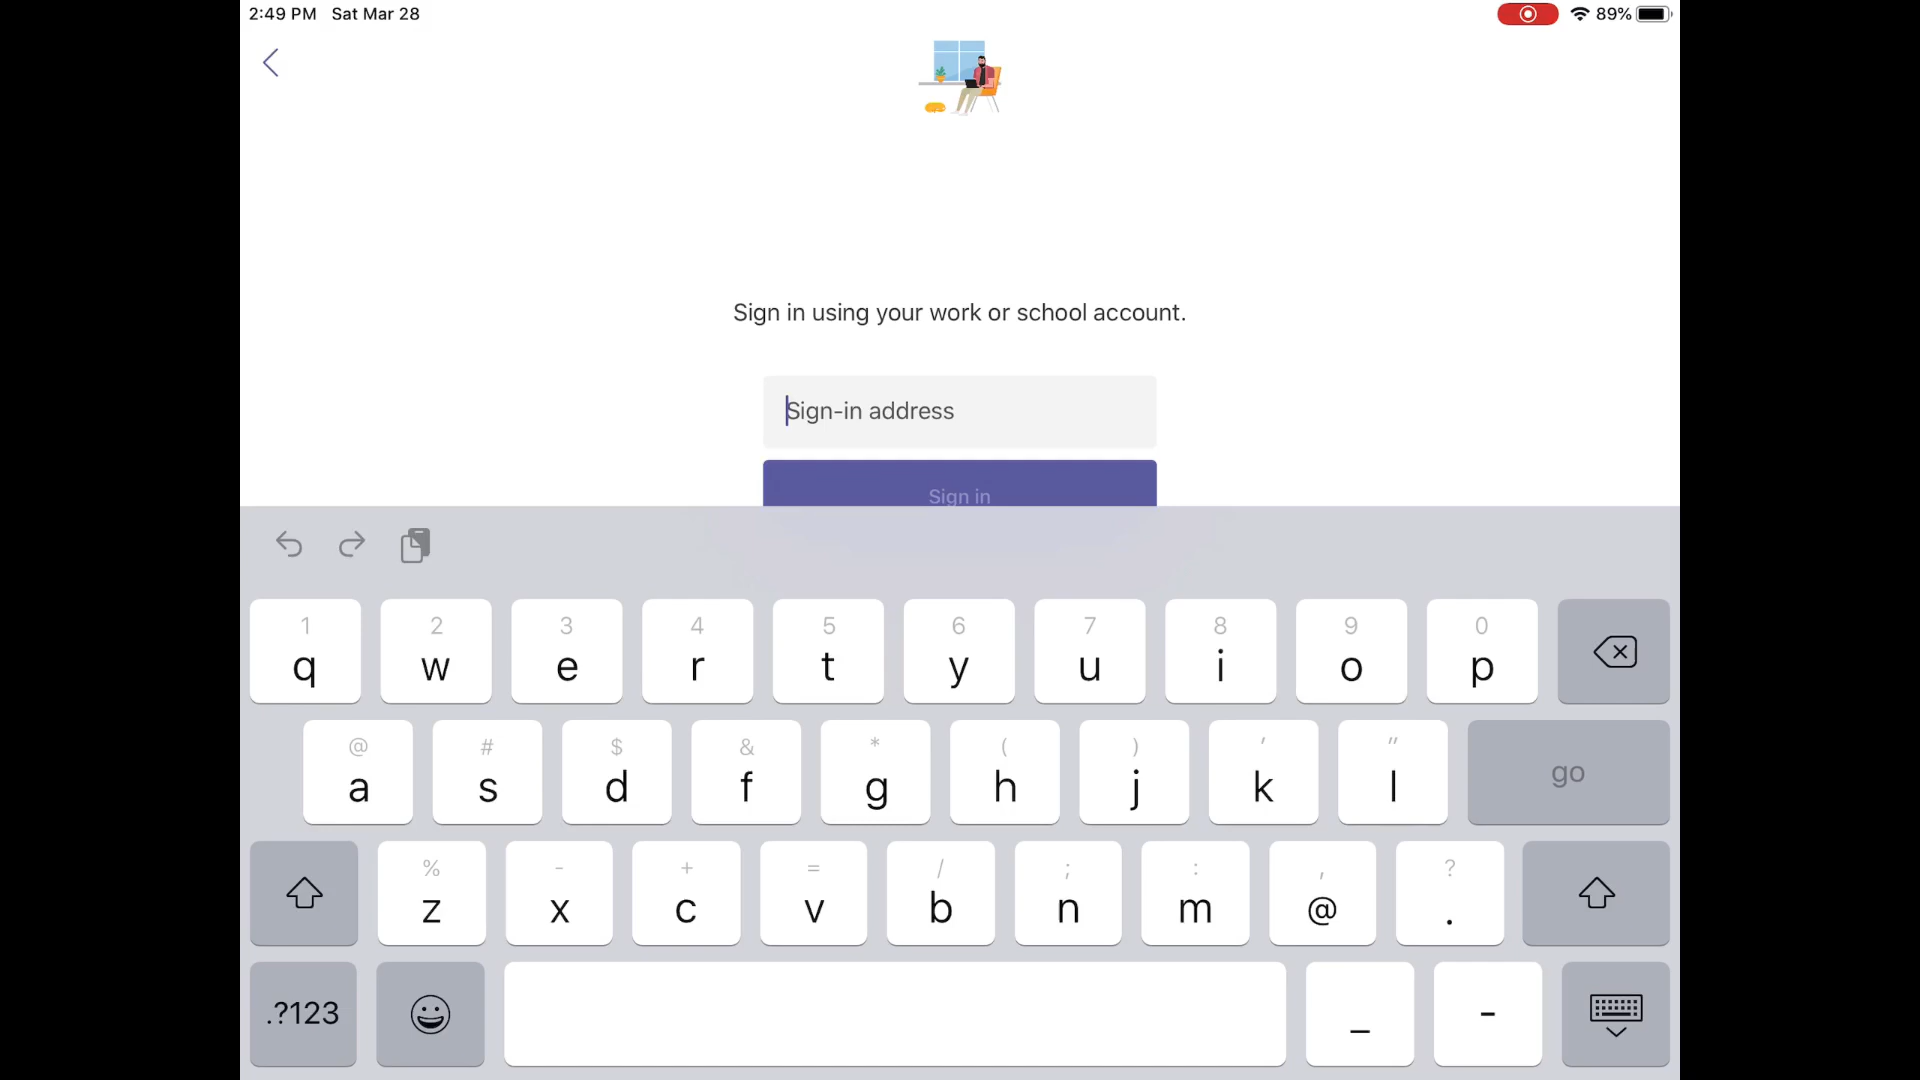 2:49 PM Sat Mar 28 89%
Sign in using your work or school account.
Sign-in address
Sign in
1 2 3 4 5 6 7 8 9 0
q w e r t y u i o p
@ # $ & * ( ) ' "
a s d f g h j k l go
% - + = / ; : , ?
z x c v b n m @ .
.?123 _ -